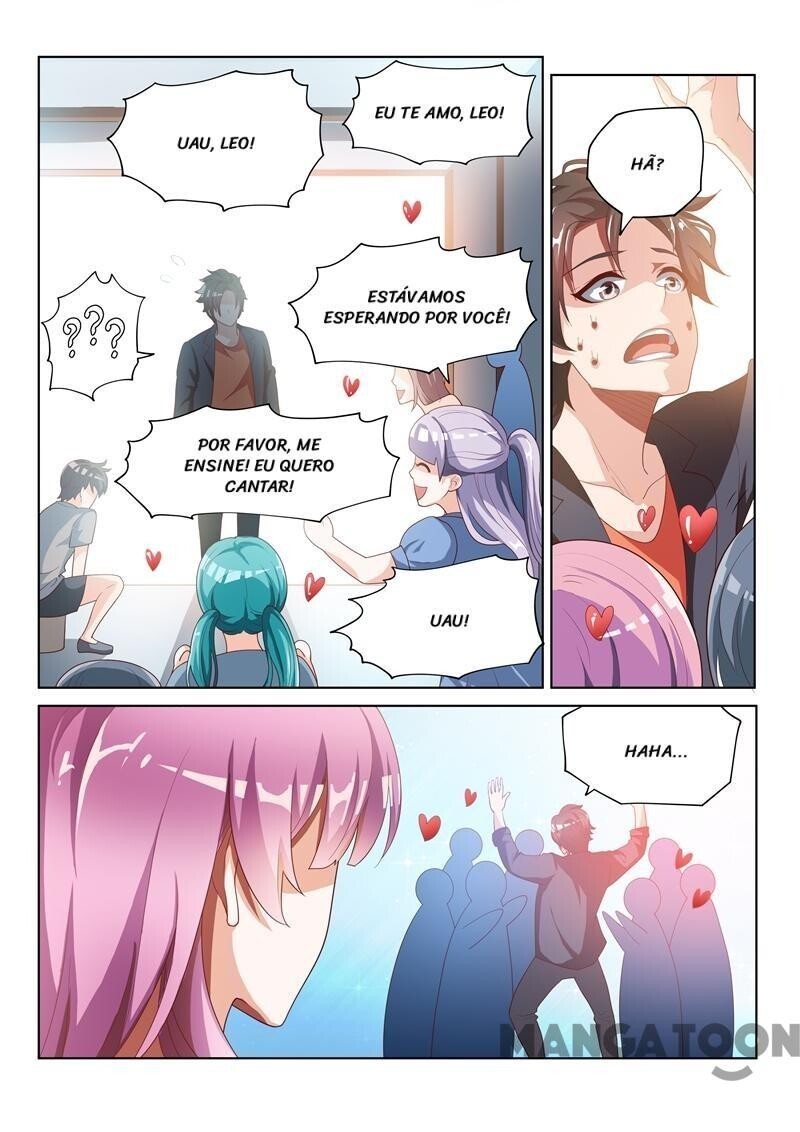 UAU, LEO!
EU TE AMO, LEO!
ESTÁVAMOS
ESPERANDO POR VOCÊ!
???
POR FAVOR, ME
ENSINE! EU QUERO
CANTAR!
UAU!
HÃ?
HAHA...
MANGATOON